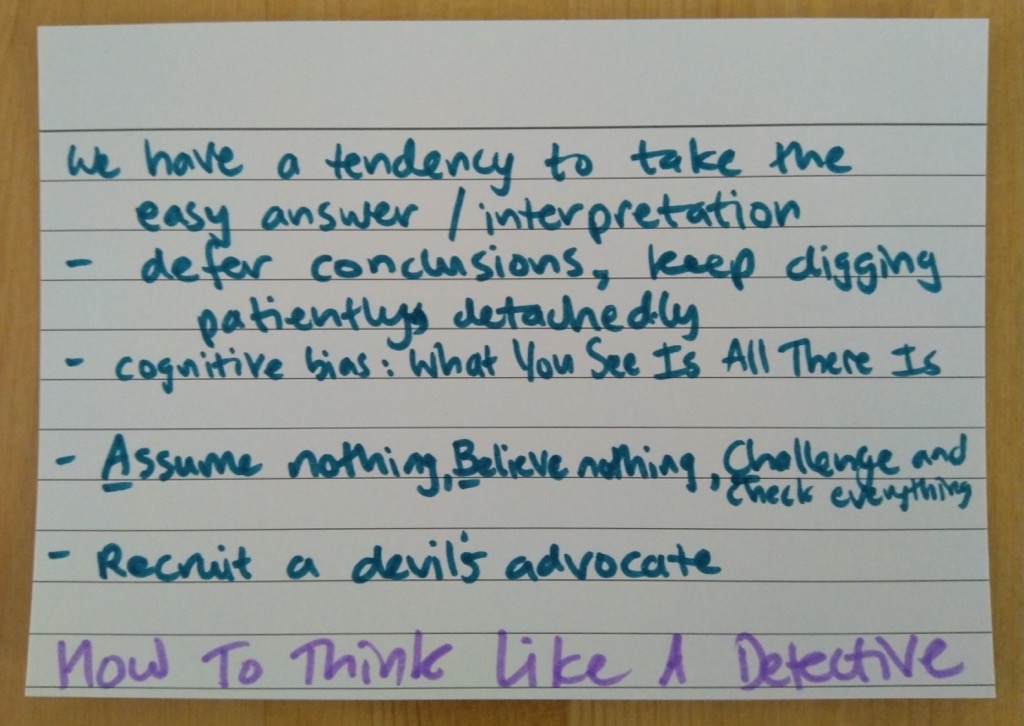 We have a tendency to take the
easy answer / interpretation
- defer conclusions, keep digging
patiently, detachedly
- cognitive bias: What You See Is All There Is
- Assume nothing, Believe nothing, Challenge and
check everything
- Recruit a devil's advocate
How To Think Like A Detective